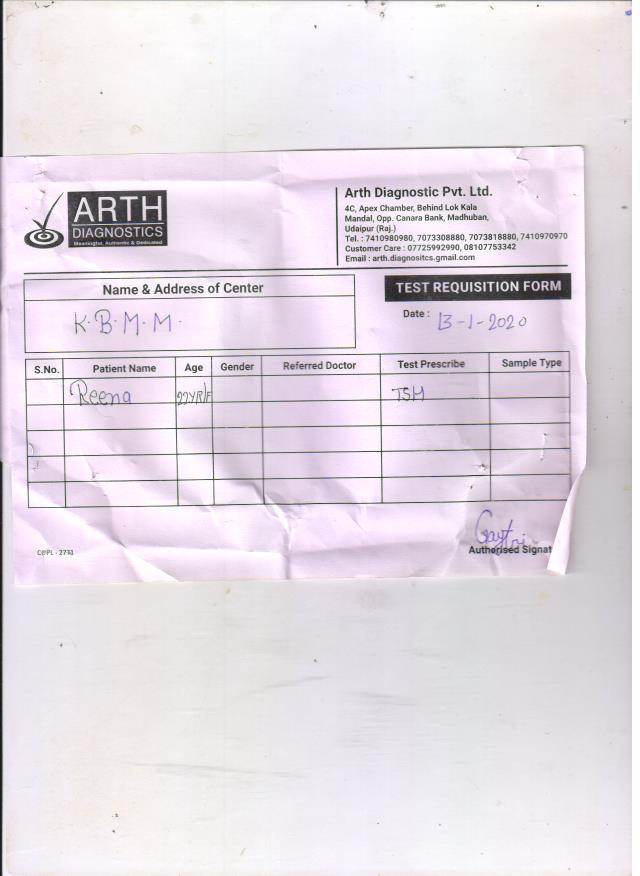 ARTH
DIAGNOSTICS
Meaningful, Authentic & Dedicated
Arth Diagnostic Pvt. Ltd.
4C, Apex Chamber, Behind Lok Kala
Mandal, Opp. Canara Bank, Madhuban,
Udaipur (Raj.)
Tel. : 7410980980, 7073308880, 7073818880, 7410970970
Customer Care : 07725992990, 08107753342
Email : arth.diagnositcs.gmail.com
Name & Address of Center
TEST REQUISITION FORM
K.B.M.M.
Date : 13-1-2020
S.No. Patient Name Age Gender Referred Doctor Test Prescribe Sample Type
Reena 22YR/F TSH
Gaytri
Authorised Signat